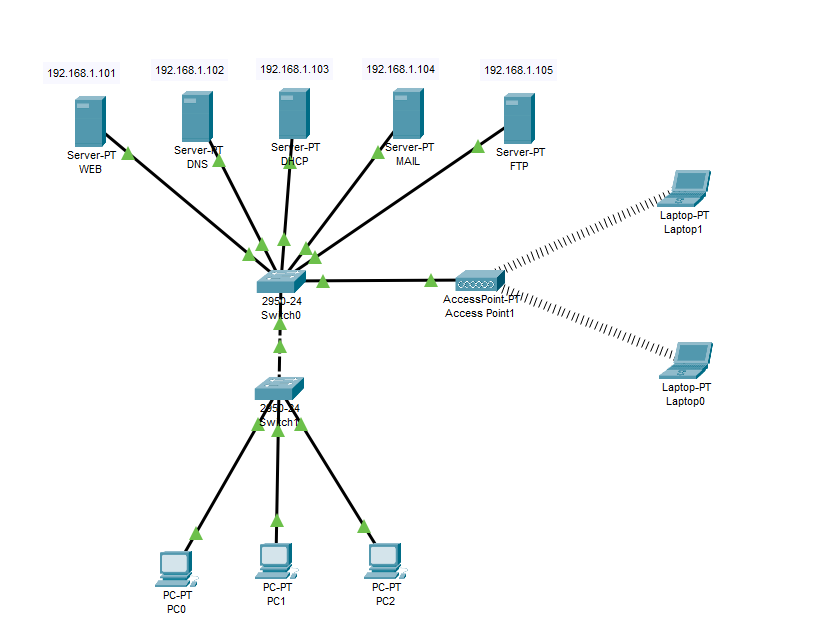 192.168.1.101
192.168.1.102
192.168.1.103
192.168.1.104
192.168.1.105
Server-PT
WEB
Server-PT
DNS
Server-PT
DHCP
Server-PT
MAIL
Server-PT
FTP
Laptop-PT
Laptop1
2950-24
Switch0
AccessPoint-PT
Access Point1
Laptop-PT
Laptop0
2950-24
Switch1
PC-PT
PC0
PC-PT
PC1
PC-PT
PC2